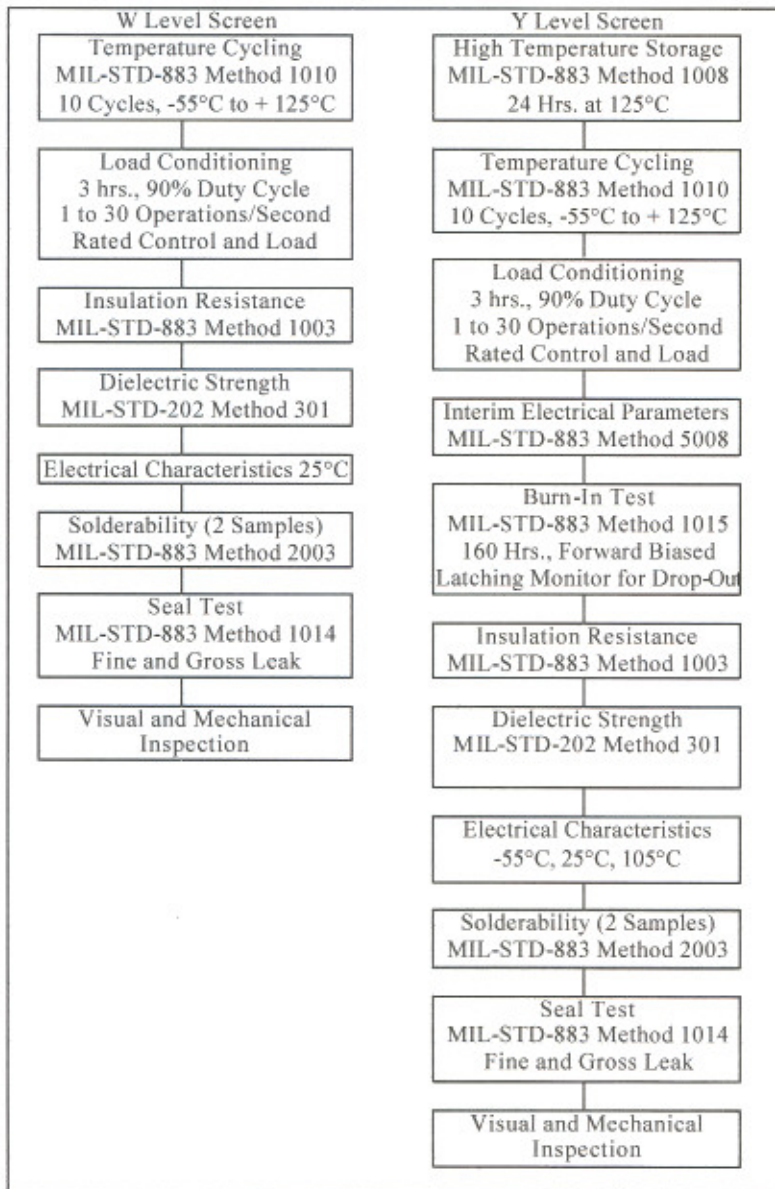 W Level Screen
Temperature Cycling
MIL-STD-883 Method 1010
10 Cycles, -55°C to + 125°C
Load Conditioning
3 hrs., 90% Duty Cycle
1 to 30 Operations/Second
Rated Control and Load
Insulation Resistance
MIL-STD-883 Method 1003
Dielectric Strength
MIL-STD-202 Method 301
Electrical Characteristics 25°C
Solderability (2 Samples)
MIL-STD-883 Method 2003
Seal Test
MIL-STD-883 Method 1014
Fine and Gross Leak
Visual and Mechanical
Inspection
Y Level Screen
High Temperature Storage
MIL-STD-883 Method 1008
24 Hrs. at 125°C
Temperature Cycling
MIL-STD-883 Method 1010
10 Cycles, -55°C to + 125°C
Load Conditioning
3 hrs., 90% Duty Cycle
1 to 30 Operations/Second
Rated Control and Load
Interim Electrical Parameters
MIL-STD-883 Method 5008
Burn-In Test
MIL-STD-883 Method 1015
160 Hrs., Forward Biased
Latching Monitor for Drop-Out
Insulation Resistance
MIL-STD-883 Method 1003
Dielectric Strength
MIL-STD-202 Method 301
Electrical Characteristics
-55°C, 25°C, 105°C
Solderability (2 Samples)
MIL-STD-883 Method 2003
Seal Test
MIL-STD-883 Method 1014
Fine and Gross Leak
Visual and Mechanical
Inspection